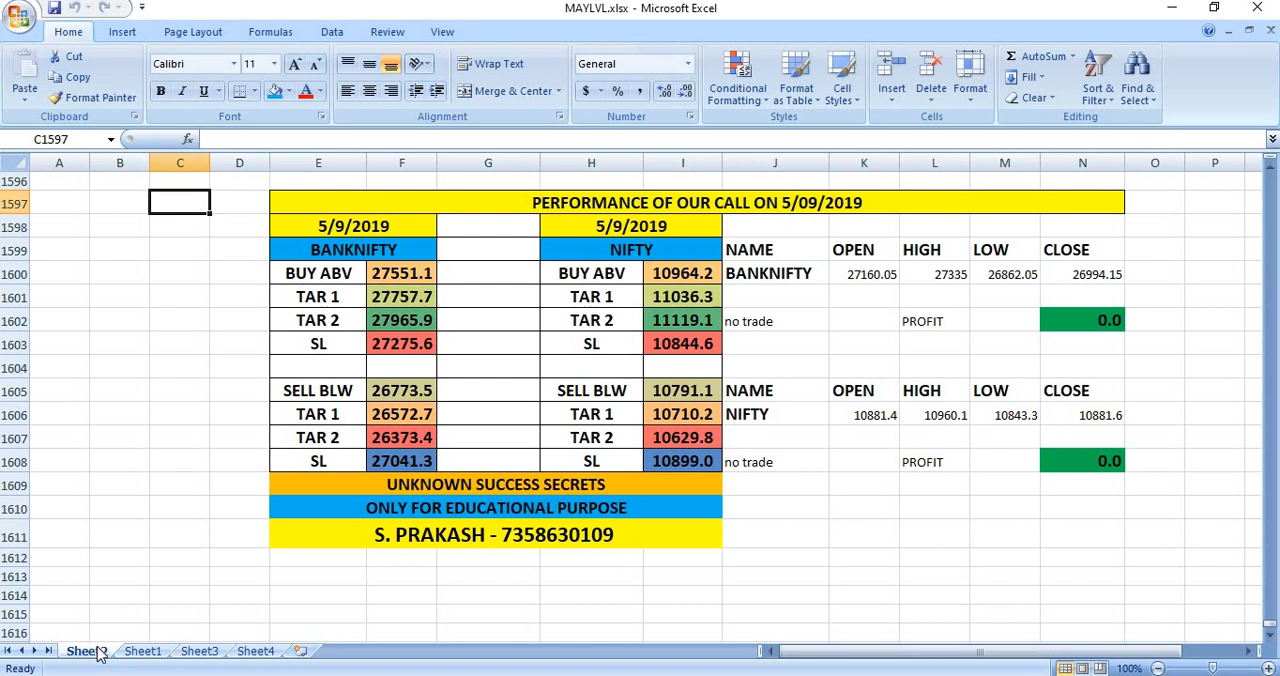 MAYLVL.xlsx - Microsoft Excel
Home Insert Page Layout Formulas Data Review View
Paste
Cut
Copy
Format Painter
Clipboard
Calibri 11
B I U
Font
Wrap Text
Merge & Center
Alignment
General
$ % ,
Number
Conditional Formatting
Format as Table
Cell Styles
Styles
Insert
Delete
Format
Cells
AutoSum
Fill
Clear
Sort & Filter
Find & Select
Editing
C1597 fx
A B C D E F G H I J K L M N O P
1596
1597 PERFORMANCE OF OUR CALL ON 5/09/2019
1598 5/9/2019 5/9/2019
1599 BANKNIFTY NIFTY NAME OPEN HIGH LOW CLOSE
1600 BUY ABV 27551.1 BUY ABV 10964.2 BANKNIFTY 27160.05 27335 26862.05 26994.15
1601 TAR 1 27757.7 TAR 1 11036.3
1602 TAR 2 27965.9 TAR 2 11119.1 no trade PROFIT 0.0
1603 SL 27275.6 SL 10844.6
1604
1605 SELL BLW 26773.5 SELL BLW 10791.1 NAME OPEN HIGH LOW CLOSE
1606 TAR 1 26572.7 TAR 1 10710.2 NIFTY 10881.4 10960.1 10843.3 10881.6
1607 TAR 2 26373.4 TAR 2 10629.8
1608 SL 27041.3 SL 10899.0 no trade PROFIT 0.0
1609 UNKNOWN SUCCESS SECRETS
1610 ONLY FOR EDUCATIONAL PURPOSE
1611 S. PRAKASH - 7358630109
1612
1613
1614
1615
1616
Sheet2 Sheet1 Sheet3 Sheet4
Ready 100%